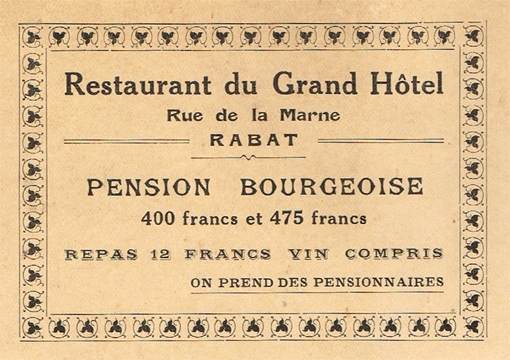 Restaurant du Grand Hôtel
Rue de la Marne
RABAT
PENSION BOURGEOISE
400 francs et 475 francs
REPAS 12 FRANCS VIN COMPRIS
ON PREND DES PENSIONNAIRES